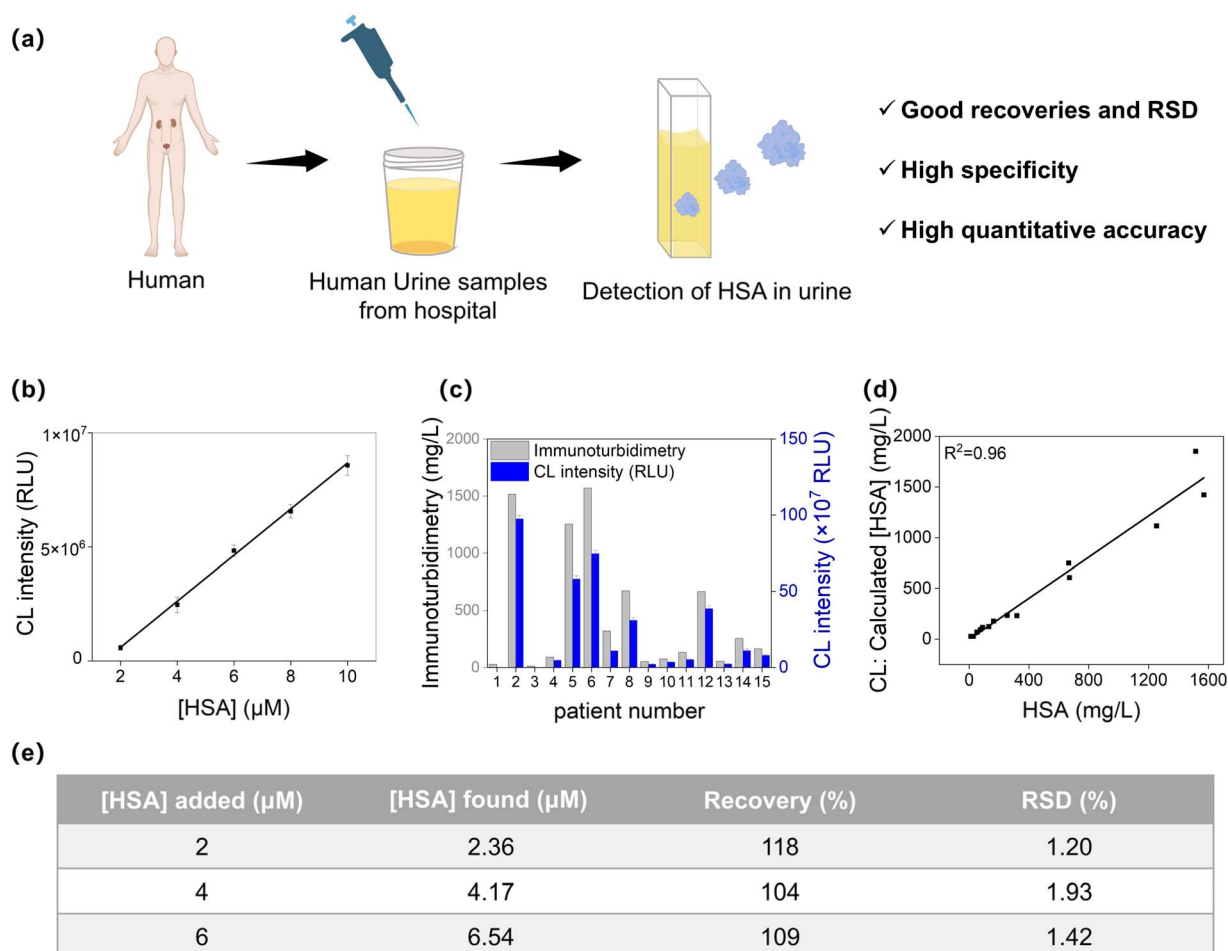 (a)
✓ Good recoveries and RSD
✓ High specificity
✓ High quantitative accuracy
Human
Human Urine samples
from hospital
Detection of HSA in urine
(b)
CL intensity (RLU)
1×10⁷
5×10⁶
0
2 4 6 8 10
[HSA] (μM)
(c)
Immunoturbidimetry (mg/L)
2000
1500
1000
500
0
Immunoturbidimetry
CL intensity (RLU)
150
100
50
0
CL intensity (×10⁷ RLU)
1 2 3 4 5 6 7 8 9 10 11 12 13 14 15
patient number
(d)
CL: Calculated [HSA] (mg/L)
2000
1500
1000
500
0
R²=0.96
0 400 800 1200 1600
HSA (mg/L)
(e)
[HSA] added (μM) [HSA] found (μM) Recovery (%) RSD (%)
2 2.36 118 1.20
4 4.17 104 1.93
6 6.54 109 1.42